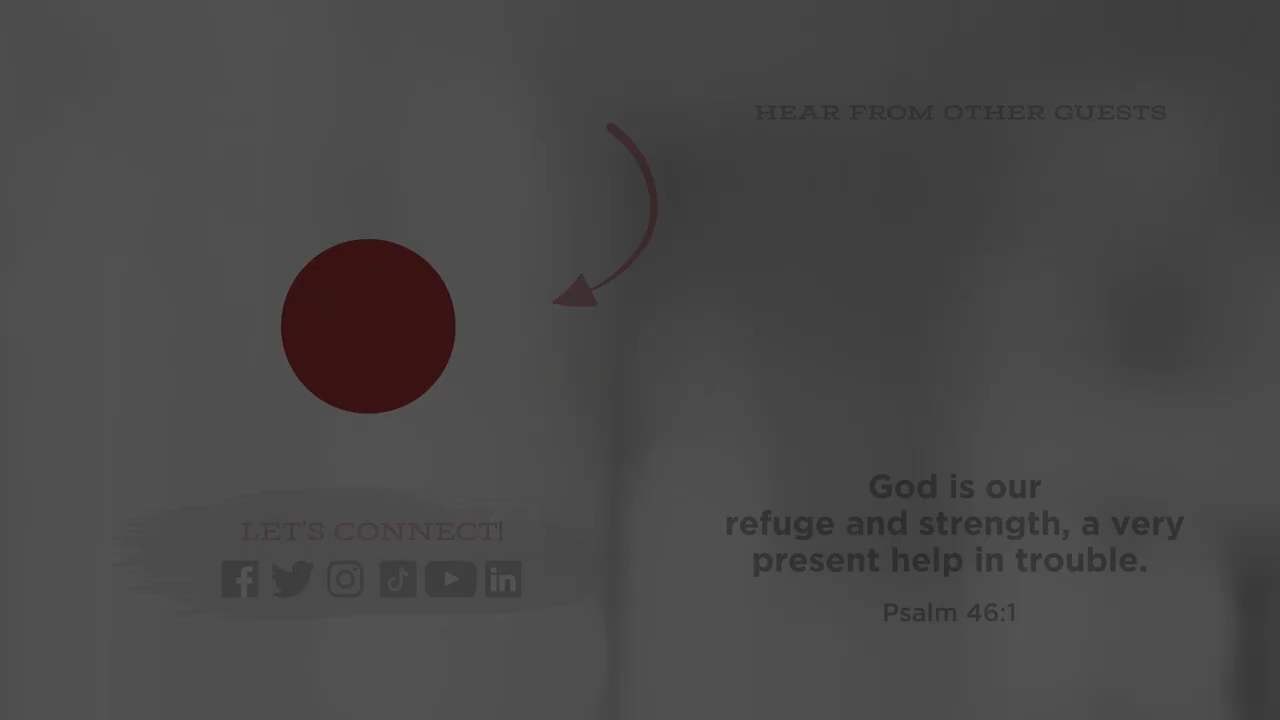 HEAR FROM OTHER GUESTS
LET'S CONNECT
God is our
refuge and strength, a very
present help in trouble.
Psalm 46:1